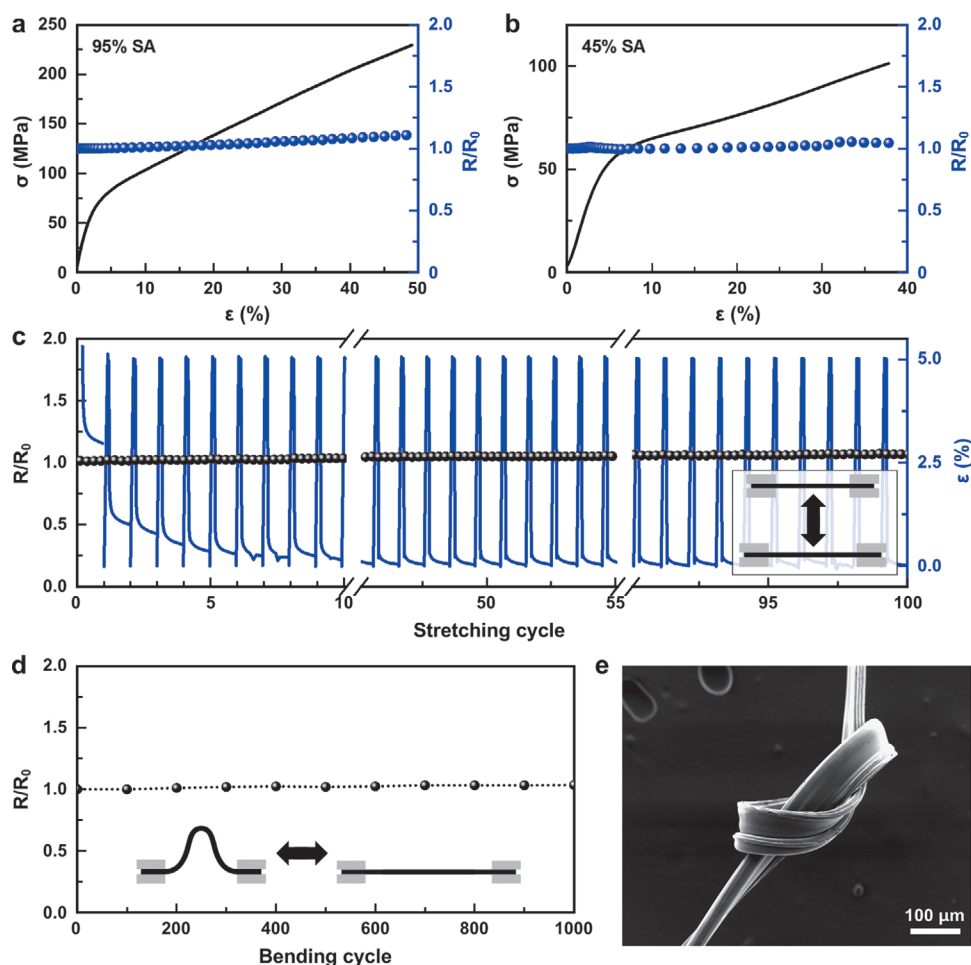 a
95% SA
250
200
150
100
50
0
σ (MPa)
2.0
1.5
1.0
0.5
0
R/R₀
0 10 20 30 40 50
ε (%)
b
45% SA
100
50
0
σ (MPa)
2.0
1.5
1.0
0.5
0
R/R₀
0 10 20 30 40
ε (%)
c
2.0
1.5
1.0
0.5
0.0
R/R₀
5.0
2.5
0.0
ε (%)
0 5 10 50 55 95 100
Stretching cycle
d
2.0
1.5
1.0
0.5
0.0
R/R₀
0 200 400 600 800 1000
Bending cycle
e
100 μm